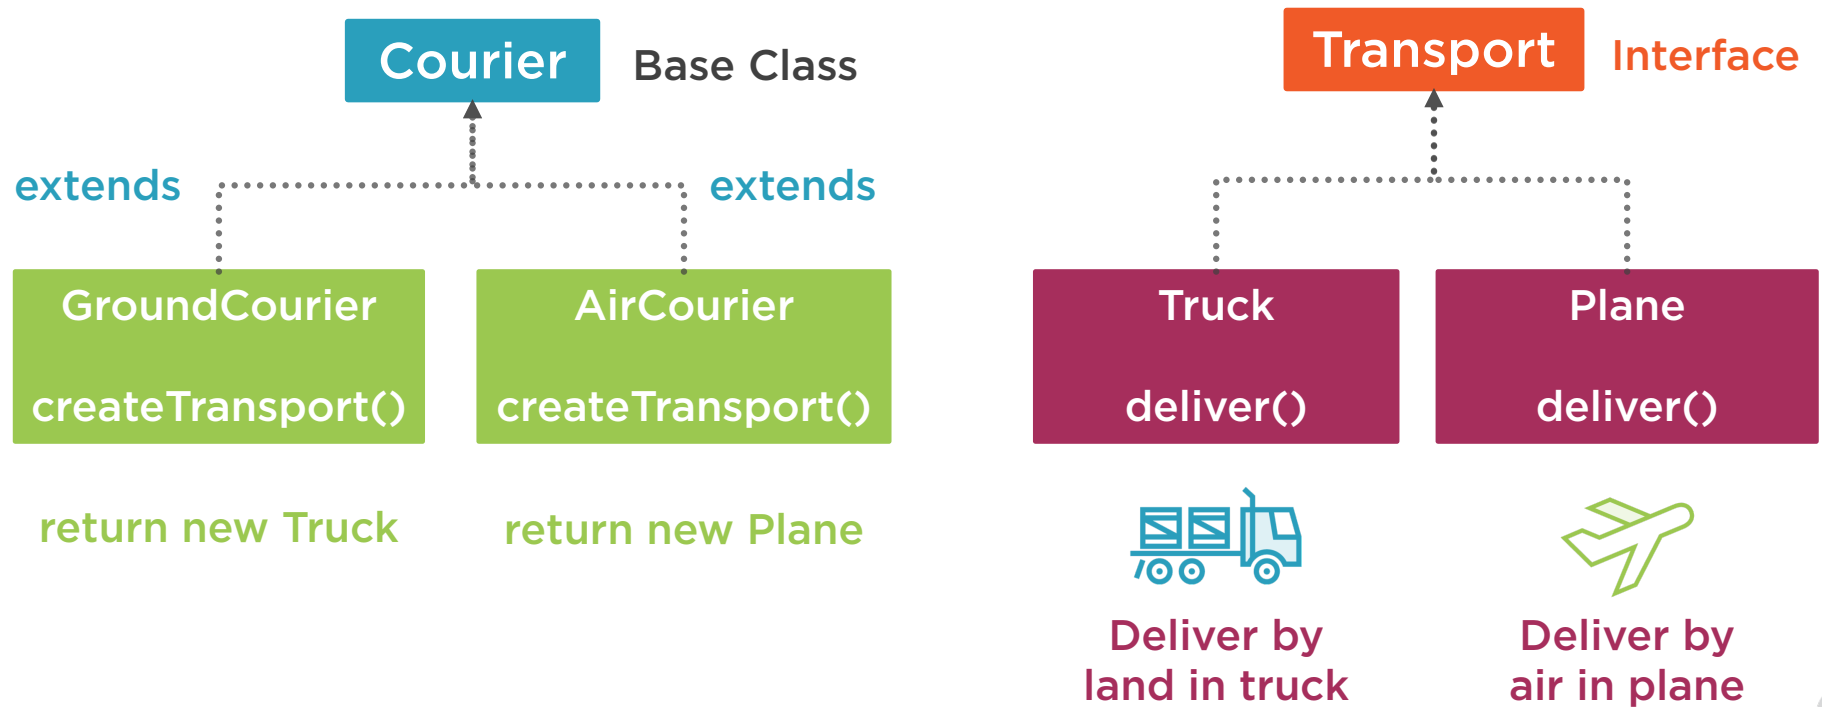 Courier
Base Class
extends
extends
GroundCourier
createTransport()
AirCourier
createTransport()
return new Truck
return new Plane
Transport
Interface
Truck
deliver()
Plane
deliver()
Deliver by
land in truck
Deliver by
air in plane